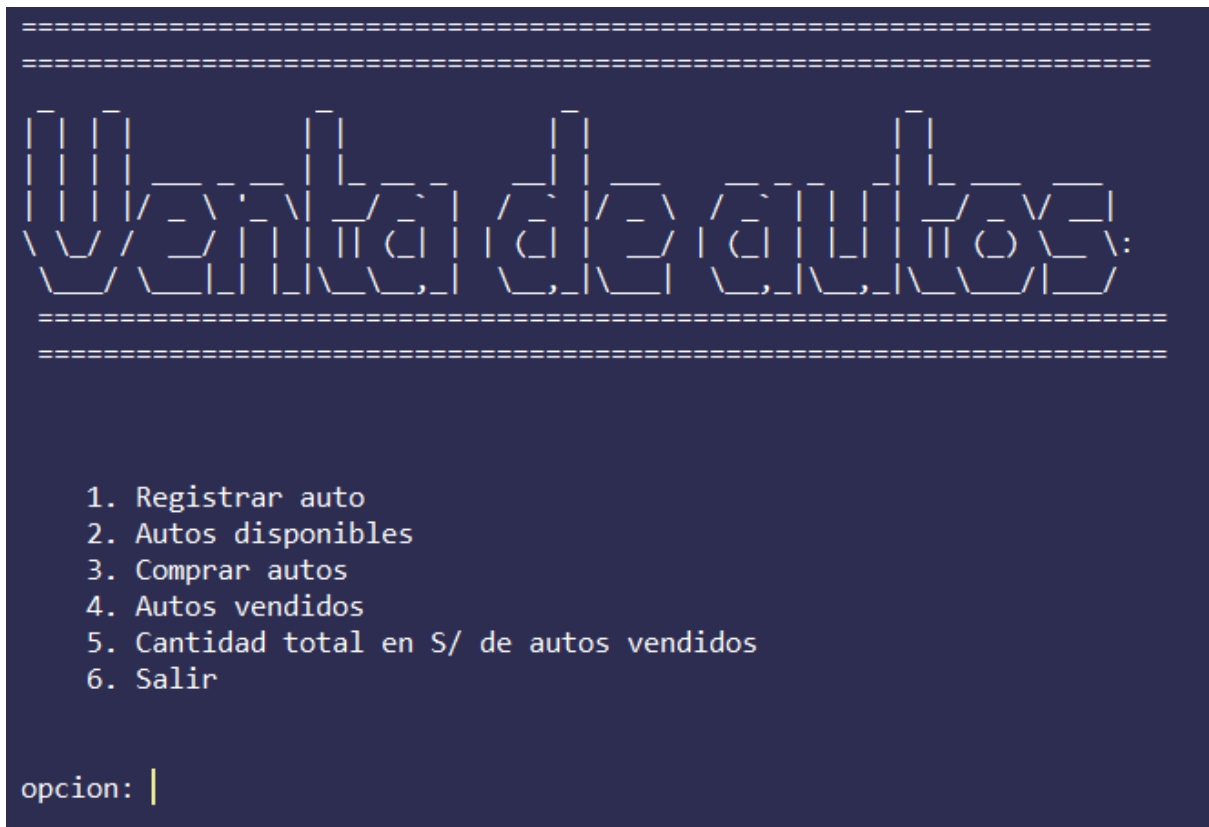 =====================================================================
=====================================================================
Venta de autos
=====================================================================
=====================================================================
1. Registrar auto
2. Autos disponibles
3. Comprar autos
4. Autos vendidos
5. Cantidad total en S/ de autos vendidos
6. Salir
opcion: